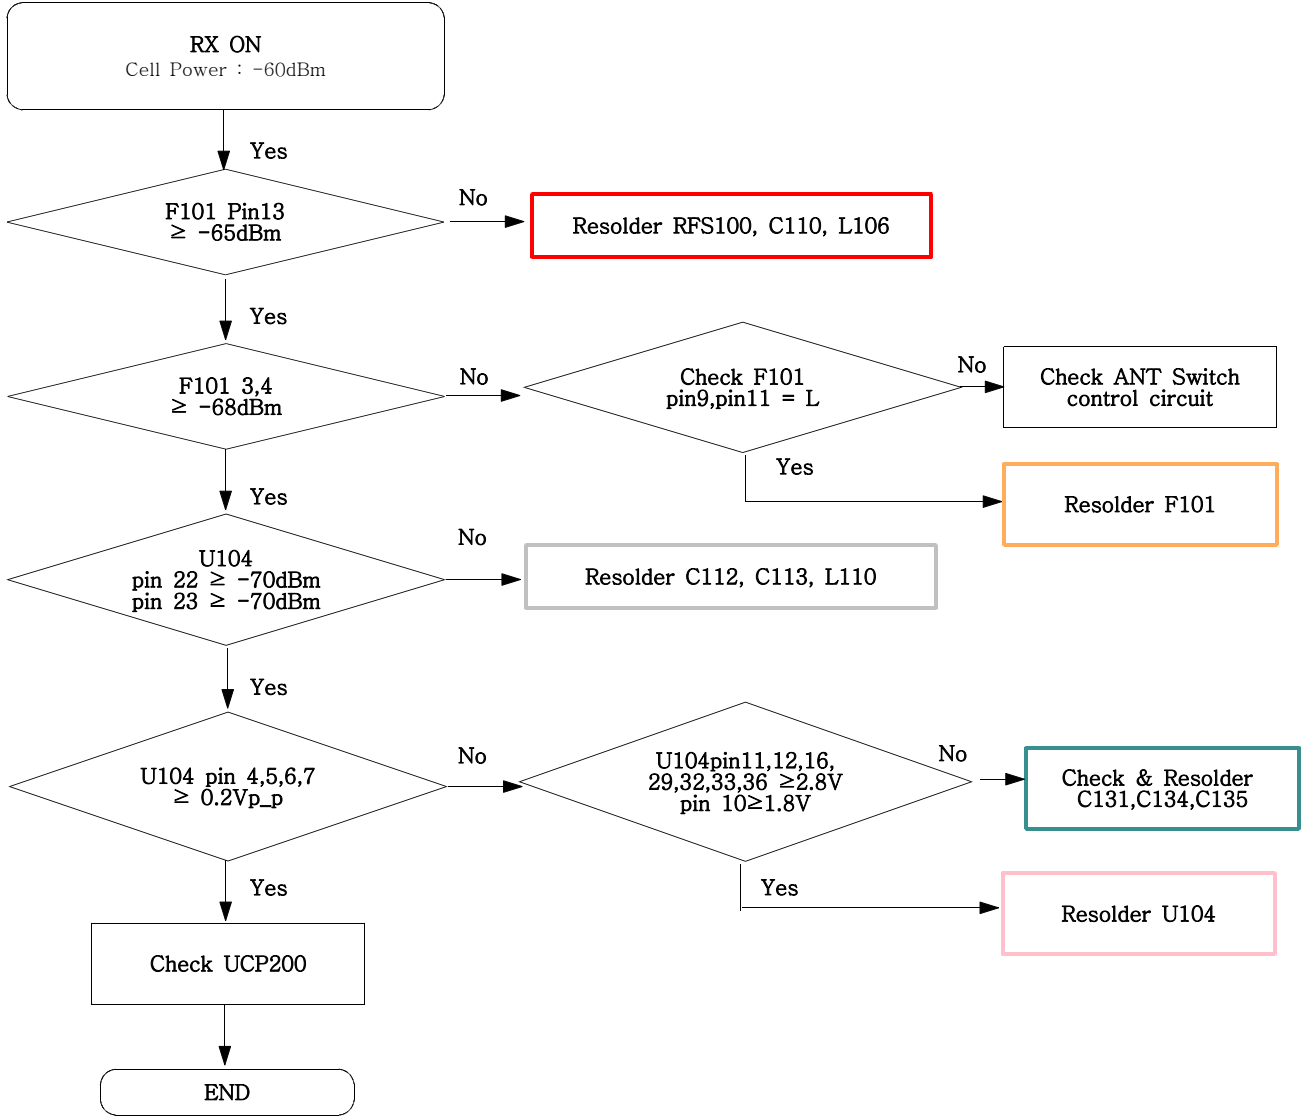 RX ON
Cell Power : -60dBm
Yes
F101 Pin13
≥ -65dBm
No
Resolder RFS100, C110, L106
Yes
F101 3,4
≥ -68dBm
No
Check F101
pin9,pin11 = L
No
Check ANT Switch
control circuit
Yes
Resolder F101
Yes
U104
pin 22 ≥ -70dBm
pin 23 ≥ -70dBm
No
Resolder C112, C113, L110
Yes
U104 pin 4,5,6,7
≥ 0.2Vp_p
No
U104pin11,12,16,
29,32,33,36 ≥2.8V
pin 10≥1.8V
No
Check & Resolder
C131,C134,C135
Yes
Resolder U104
Yes
Check UCP200
END